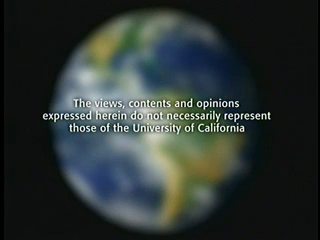 The views, contents and opinions
expressed herein do not necessarily represent
those of the University of California